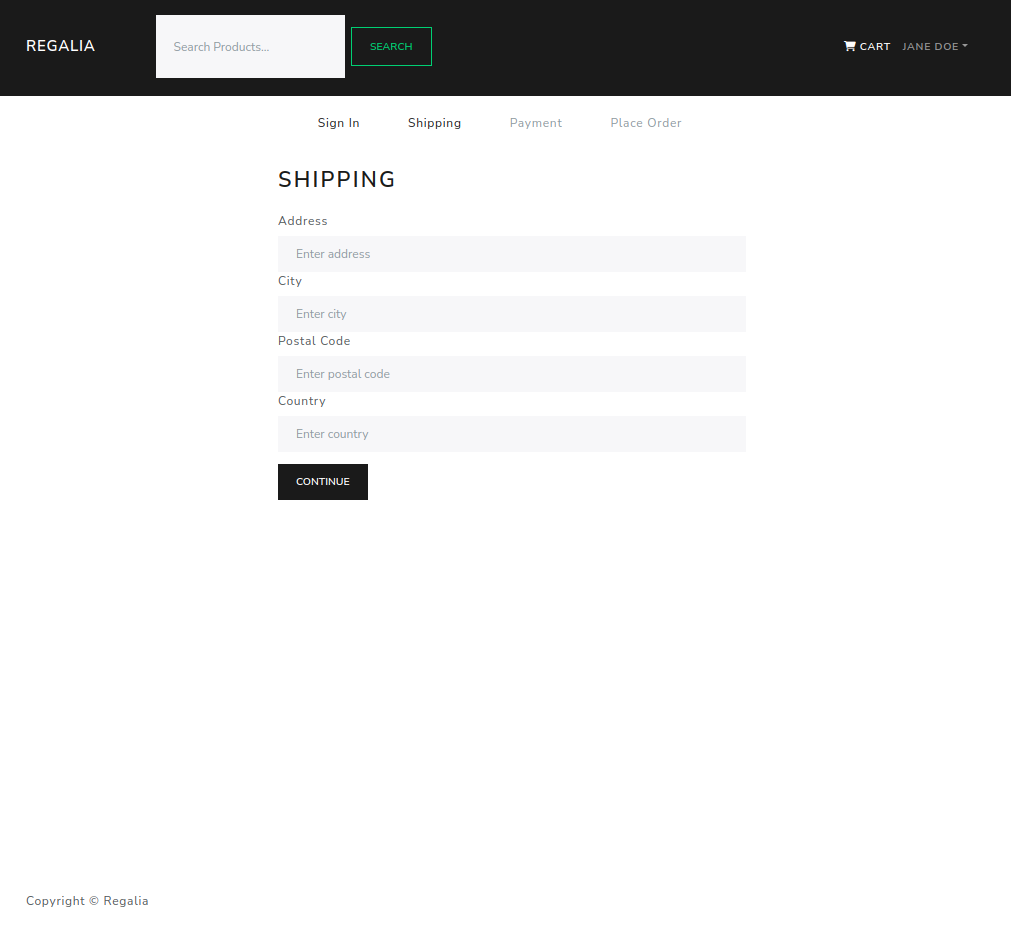 REGALIA
Search Products...
SEARCH
CART
JANE DOE
Sign In
Shipping
Payment
Place Order
SHIPPING
Address
Enter address
City
Enter city
Postal Code
Enter postal code
Country
Enter country
CONTINUE
Copyright © Regalia